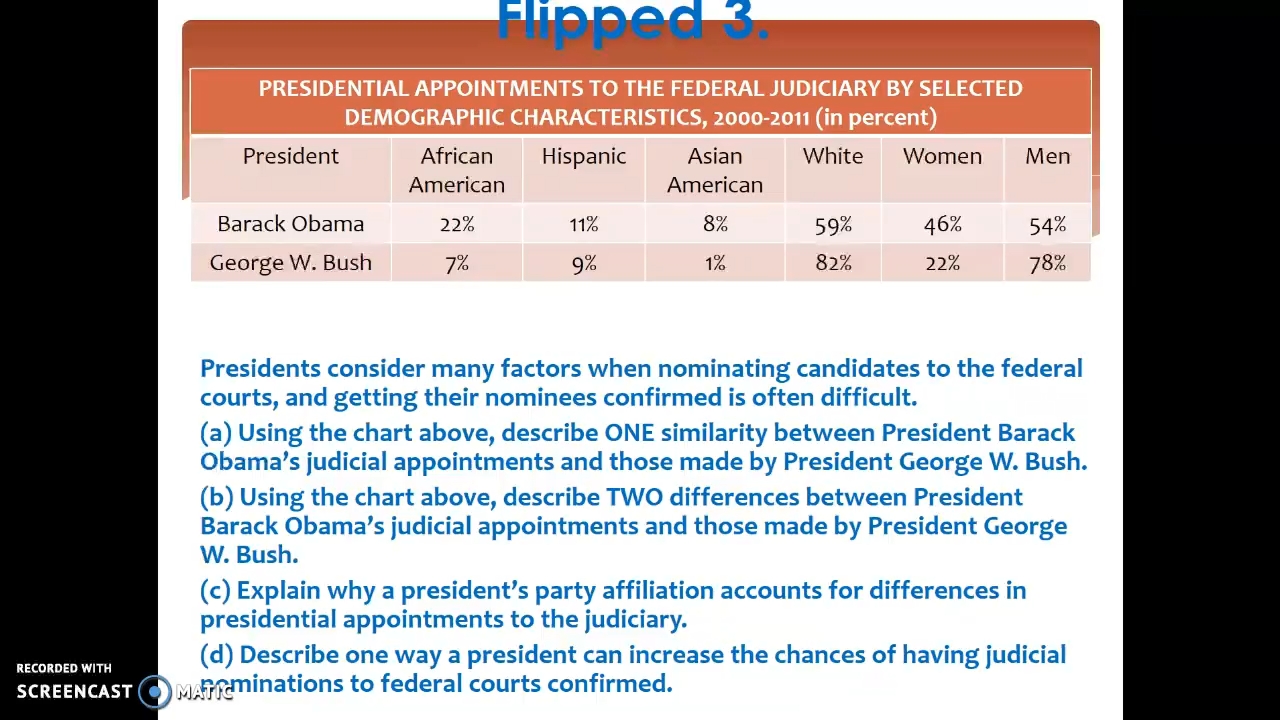 Flipped 3.
PRESIDENTIAL APPOINTMENTS TO THE FEDERAL JUDICIARY BY SELECTED
DEMOGRAPHIC CHARACTERISTICS, 2000-2011 (in percent)
President African American Hispanic Asian American White Women Men
Barack Obama 22% 11% 8% 59% 46% 54%
George W. Bush 7% 9% 1% 82% 22% 78%
Presidents consider many factors when nominating candidates to the federal
courts, and getting their nominees confirmed is often difficult.
(a) Using the chart above, describe ONE similarity between President Barack
Obama's judicial appointments and those made by President George W. Bush.
(b) Using the chart above, describe TWO differences between President
Barack Obama's judicial appointments and those made by President George
W. Bush.
(c) Explain why a president's party affiliation accounts for differences in
presidential appointments to the judiciary.
(d) Describe one way a president can increase the chances of having judicial
nominations to federal courts confirmed.
RECORDED WITH
SCREENCAST MATIC